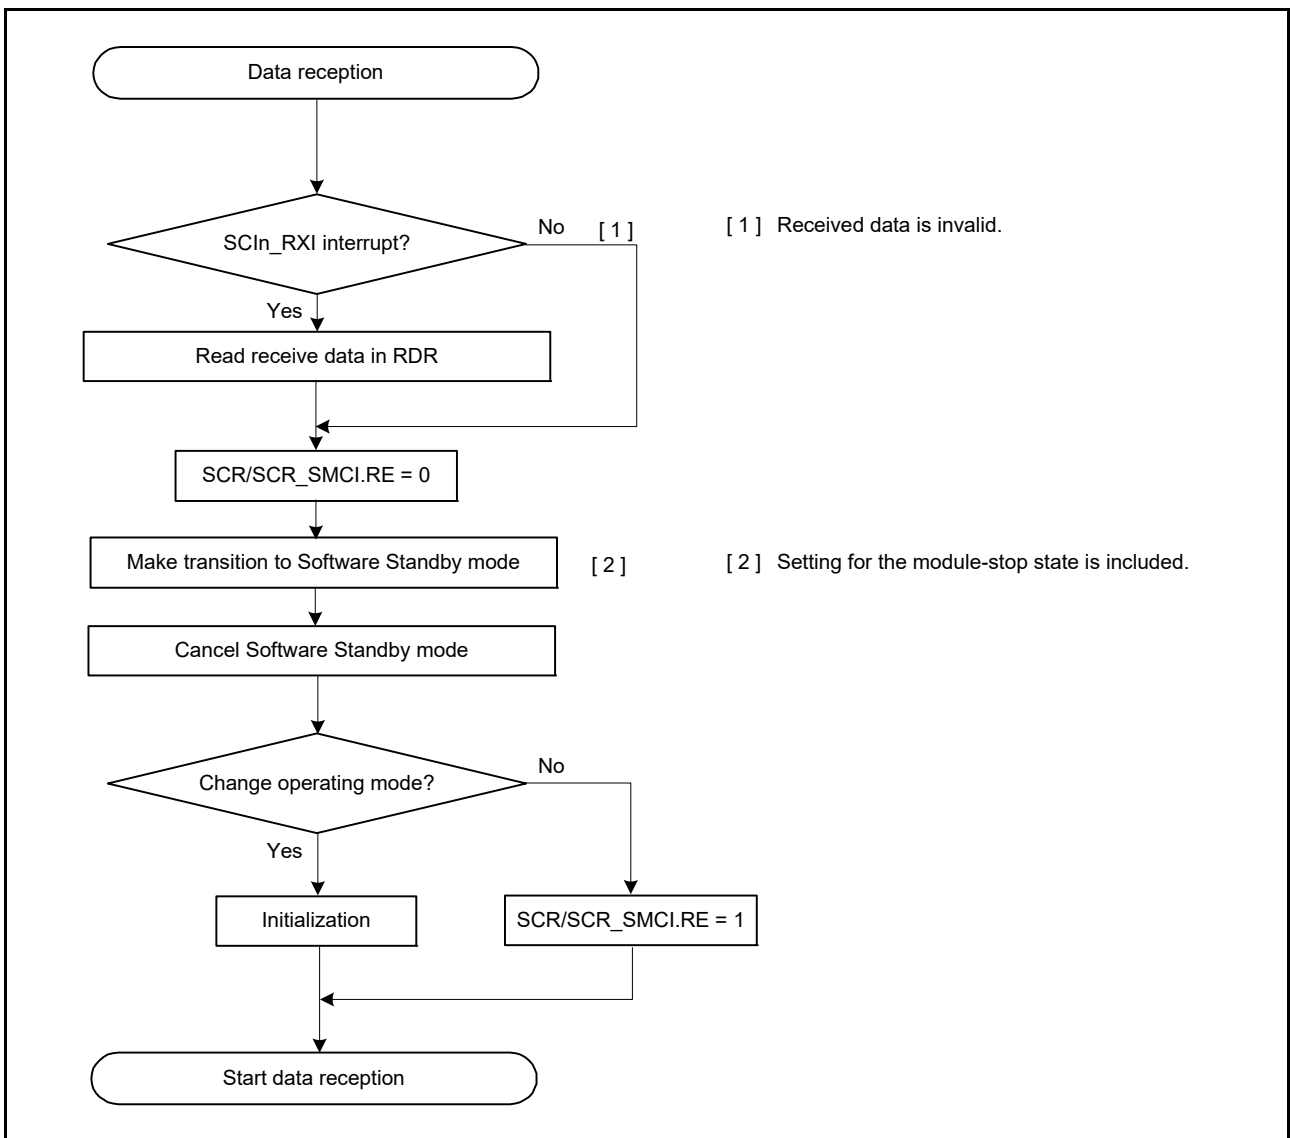 Data reception
SCIn_RXI interrupt?
No
[ 1 ]
[ 1 ] Received data is invalid.
Yes
Read receive data in RDR
SCR/SCR_SMCI.RE = 0
Make transition to Software Standby mode
[ 2 ]
[ 2 ] Setting for the module-stop state is included.
Cancel Software Standby mode
Change operating mode?
No
Yes
Initialization
SCR/SCR_SMCI.RE = 1
Start data reception